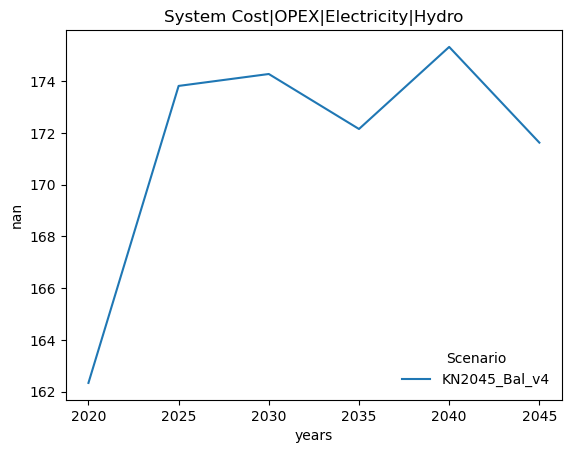 System Cost|OPEX|Electricity|Hydro
174
172
170
168
166
164
162
nan
Scenario
KN2045_Bal_v4
2020 2025 2030 2035 2040 2045
years